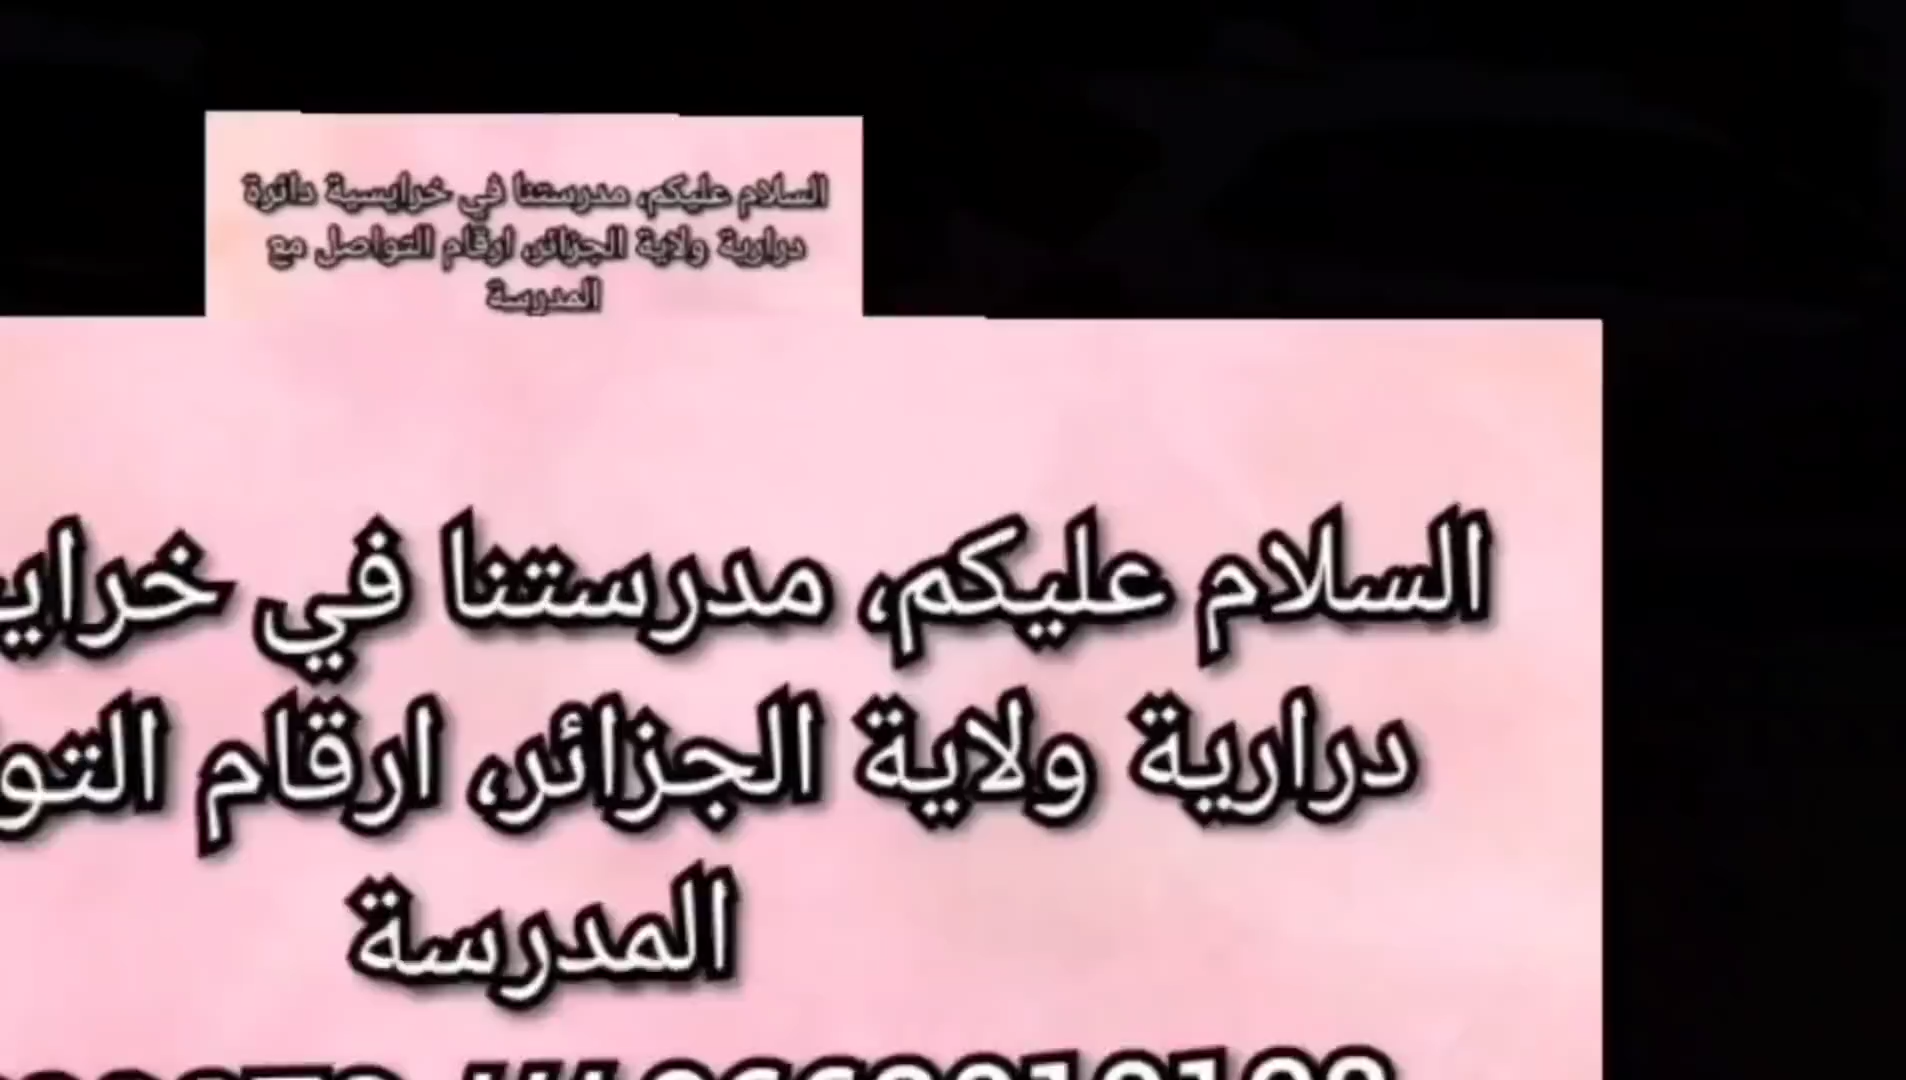 السلام عليكم، مدرستنا في خرايسية دائرة
درارية ولاية الجزائر، ارقام التواصل مع
المدرسة
السلام عليكم، مدرستنا في
درارية ولاية الجزائر، ارقام
المدرسة